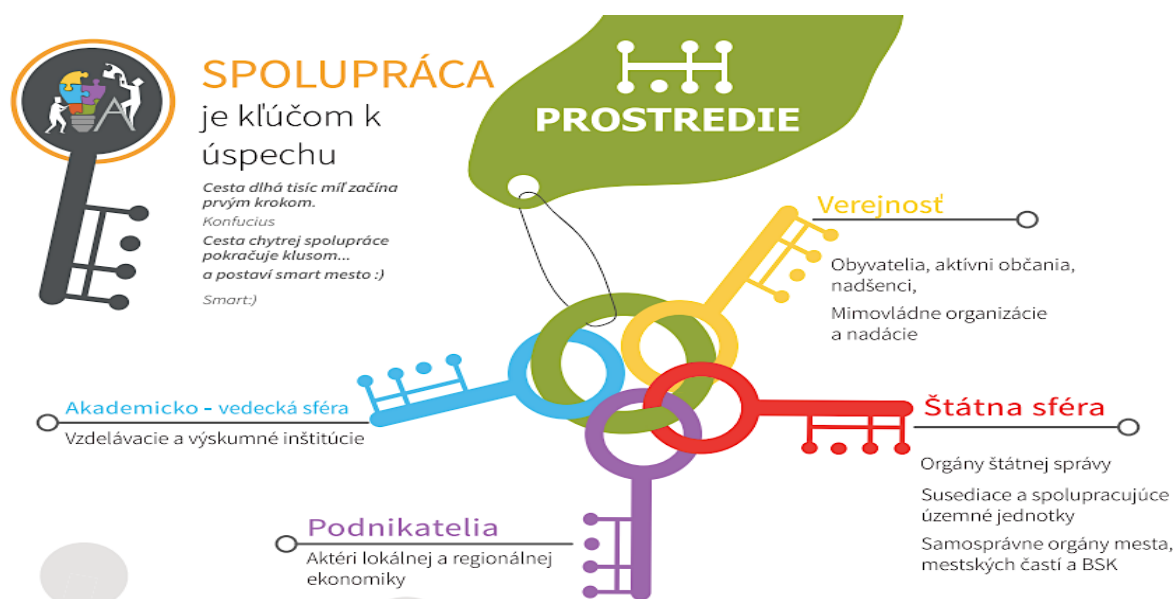 SPOLUPRÁCA
je kľúčom k
úspechu
Cesta dlhá tisíc míľ začína
prvým krokom.
Konfucius
Cesta chytrej spolupráce
pokračuje klusom...
a postaví smart mesto :)
Smart:)
PROSTREDIE
Verejnosť
Obyvatelia, aktívni občania,
nadšenci,
Mimovládne organizácie
a nadácie
Akademicko - vedecká sféra
Vzdelávacie a výskumné inštitúcie
Štátna sféra
Orgány štátnej správy
Susediace a spolupracujúce
územné jednotky
Samosprávne orgány mesta,
mestských častí a BSK
Podnikatelia
Aktéri lokálnej a regionálnej
ekonomiky